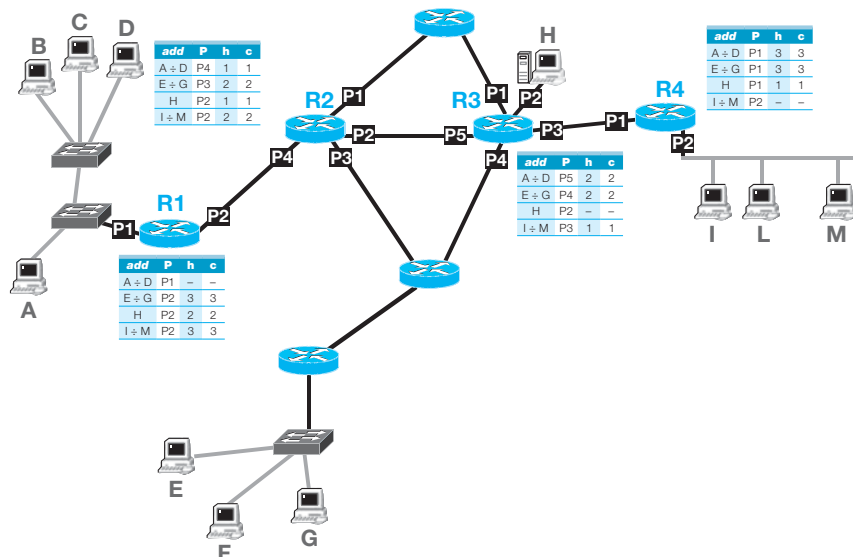 C
B
D
add P h c
A ÷ D P4 1 1
E ÷ G P3 2 2
H P2 1 1
I ÷ M P2 2 2
H
add P h c
A ÷ D P1 3 3
E ÷ G P1 3 3
H P1 1 1
I ÷ M P2 – –
R2
P1
P2
P3
P4
R3
P1
P2
P3
P4
P5
R4
P1
P2
add P h c
A ÷ D P5 2 2
E ÷ G P4 2 2
H P2 – –
I ÷ M P3 1 1
I
L
M
R1
P1
P2
A
add P h c
A ÷ D P1 – –
E ÷ G P2 3 3
H P2 2 2
I ÷ M P2 3 3
E
F
G